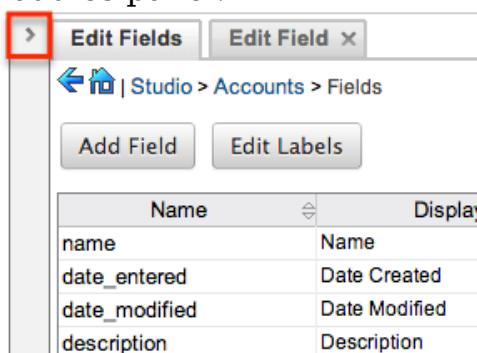 Edit Fields Edit Field ×
| Studio > Accounts > Fields
Add Field Edit Labels
Name Display
name Name
date_entered Date Created
date_modified Date Modified
description Description